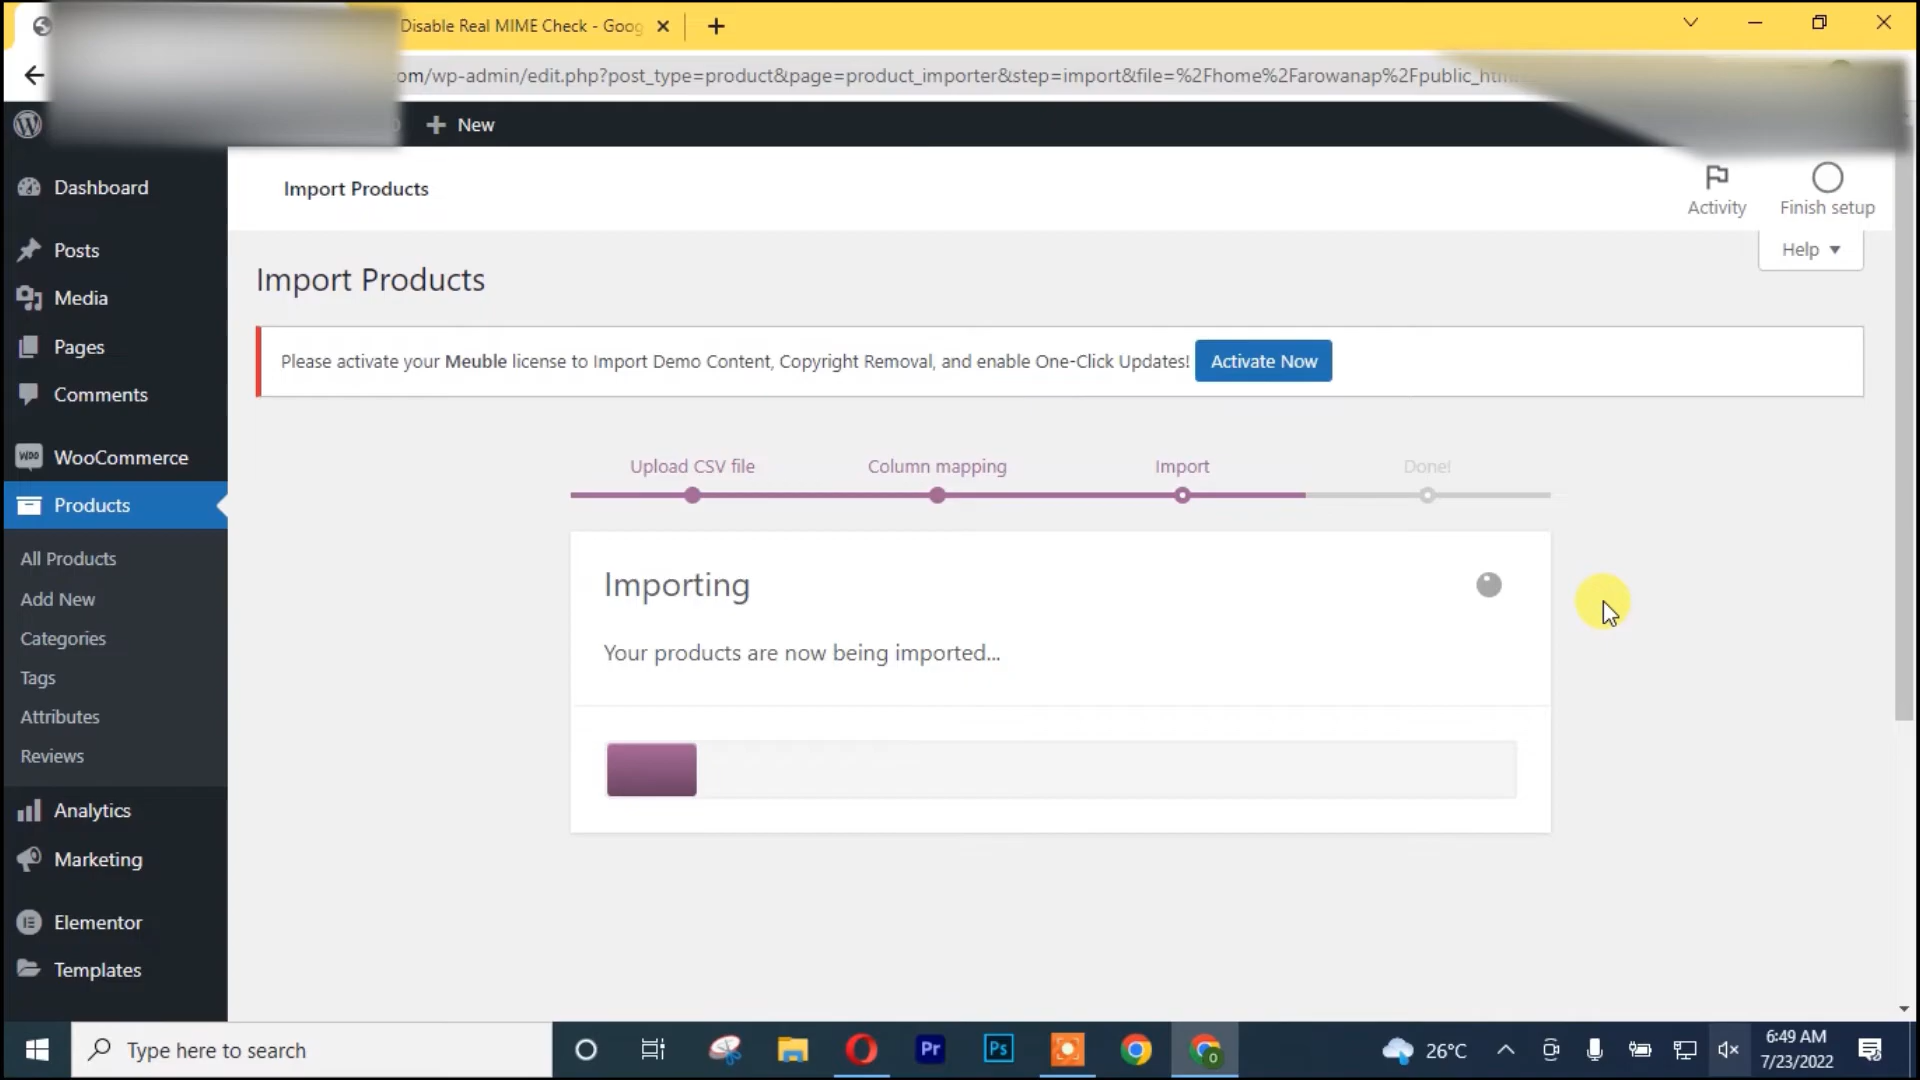 Disable Real MIME Check - Goog
om/wp-admin/edit.php?post_type=product&page=product_importer&step=import&file=%2Fhome%2Farowanap%2Fpublic_htm
New
Dashboard
Posts
Media
Pages
Comments
WooCommerce
Products
All Products
Add New
Categories
Tags
Attributes
Reviews
Analytics
Marketing
Elementor
Templates
Import Products
Activity
Finish setup
Help
Import Products
Please activate your Meuble license to Import Demo Content, Copyright Removal, and enable One-Click Updates! Activate Now
Upload CSV file Column mapping Import Done!
Importing
Your products are now being imported...
Type here to search
Pr
Ps
26°C
6:49 AM
7/23/2022